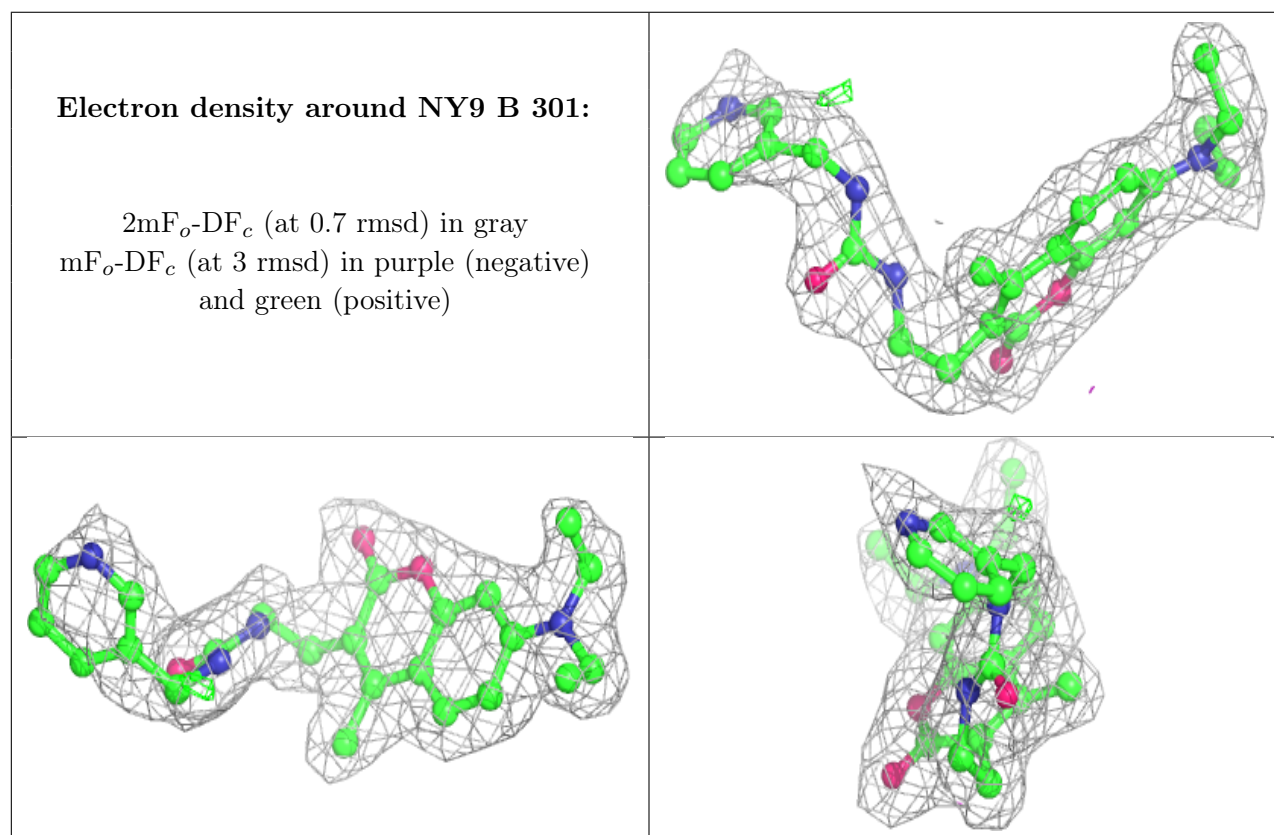 Electron density around NY9 B 301:
2mFo-DFc (at 0.7 rmsd) in gray
mFo-DFc (at 3 rmsd) in purple (negative)
and green (positive)